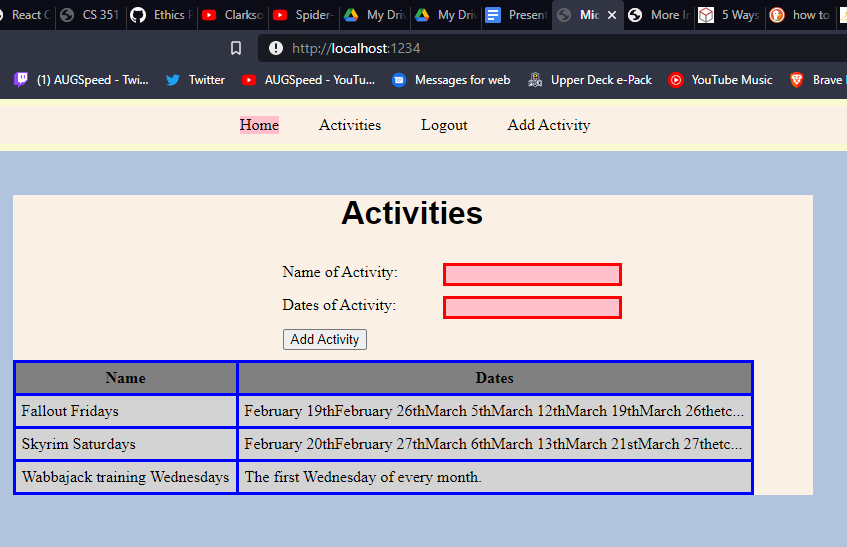 React C CS 351 Ethics P Clarkso Spider- My Driv My Driv Present Mic More In 5 Ways how to
http://localhost:1234
(1) AUGSpeed - Twi... Twitter AUGSpeed - YouTu... Messages for web Upper Deck e-Pack YouTube Music Brave
Home Activities Logout Add Activity
Activities
Name of Activity:
Dates of Activity:
Add Activity
Name Dates
Fallout Fridays February 19thFebruary 26thMarch 5thMarch 12thMarch 19thMarch 26thetc...
Skyrim Saturdays February 20thFebruary 27thMarch 6thMarch 13thMarch 21stMarch 27thetc...
Wabbajack training Wednesdays The first Wednesday of every month.